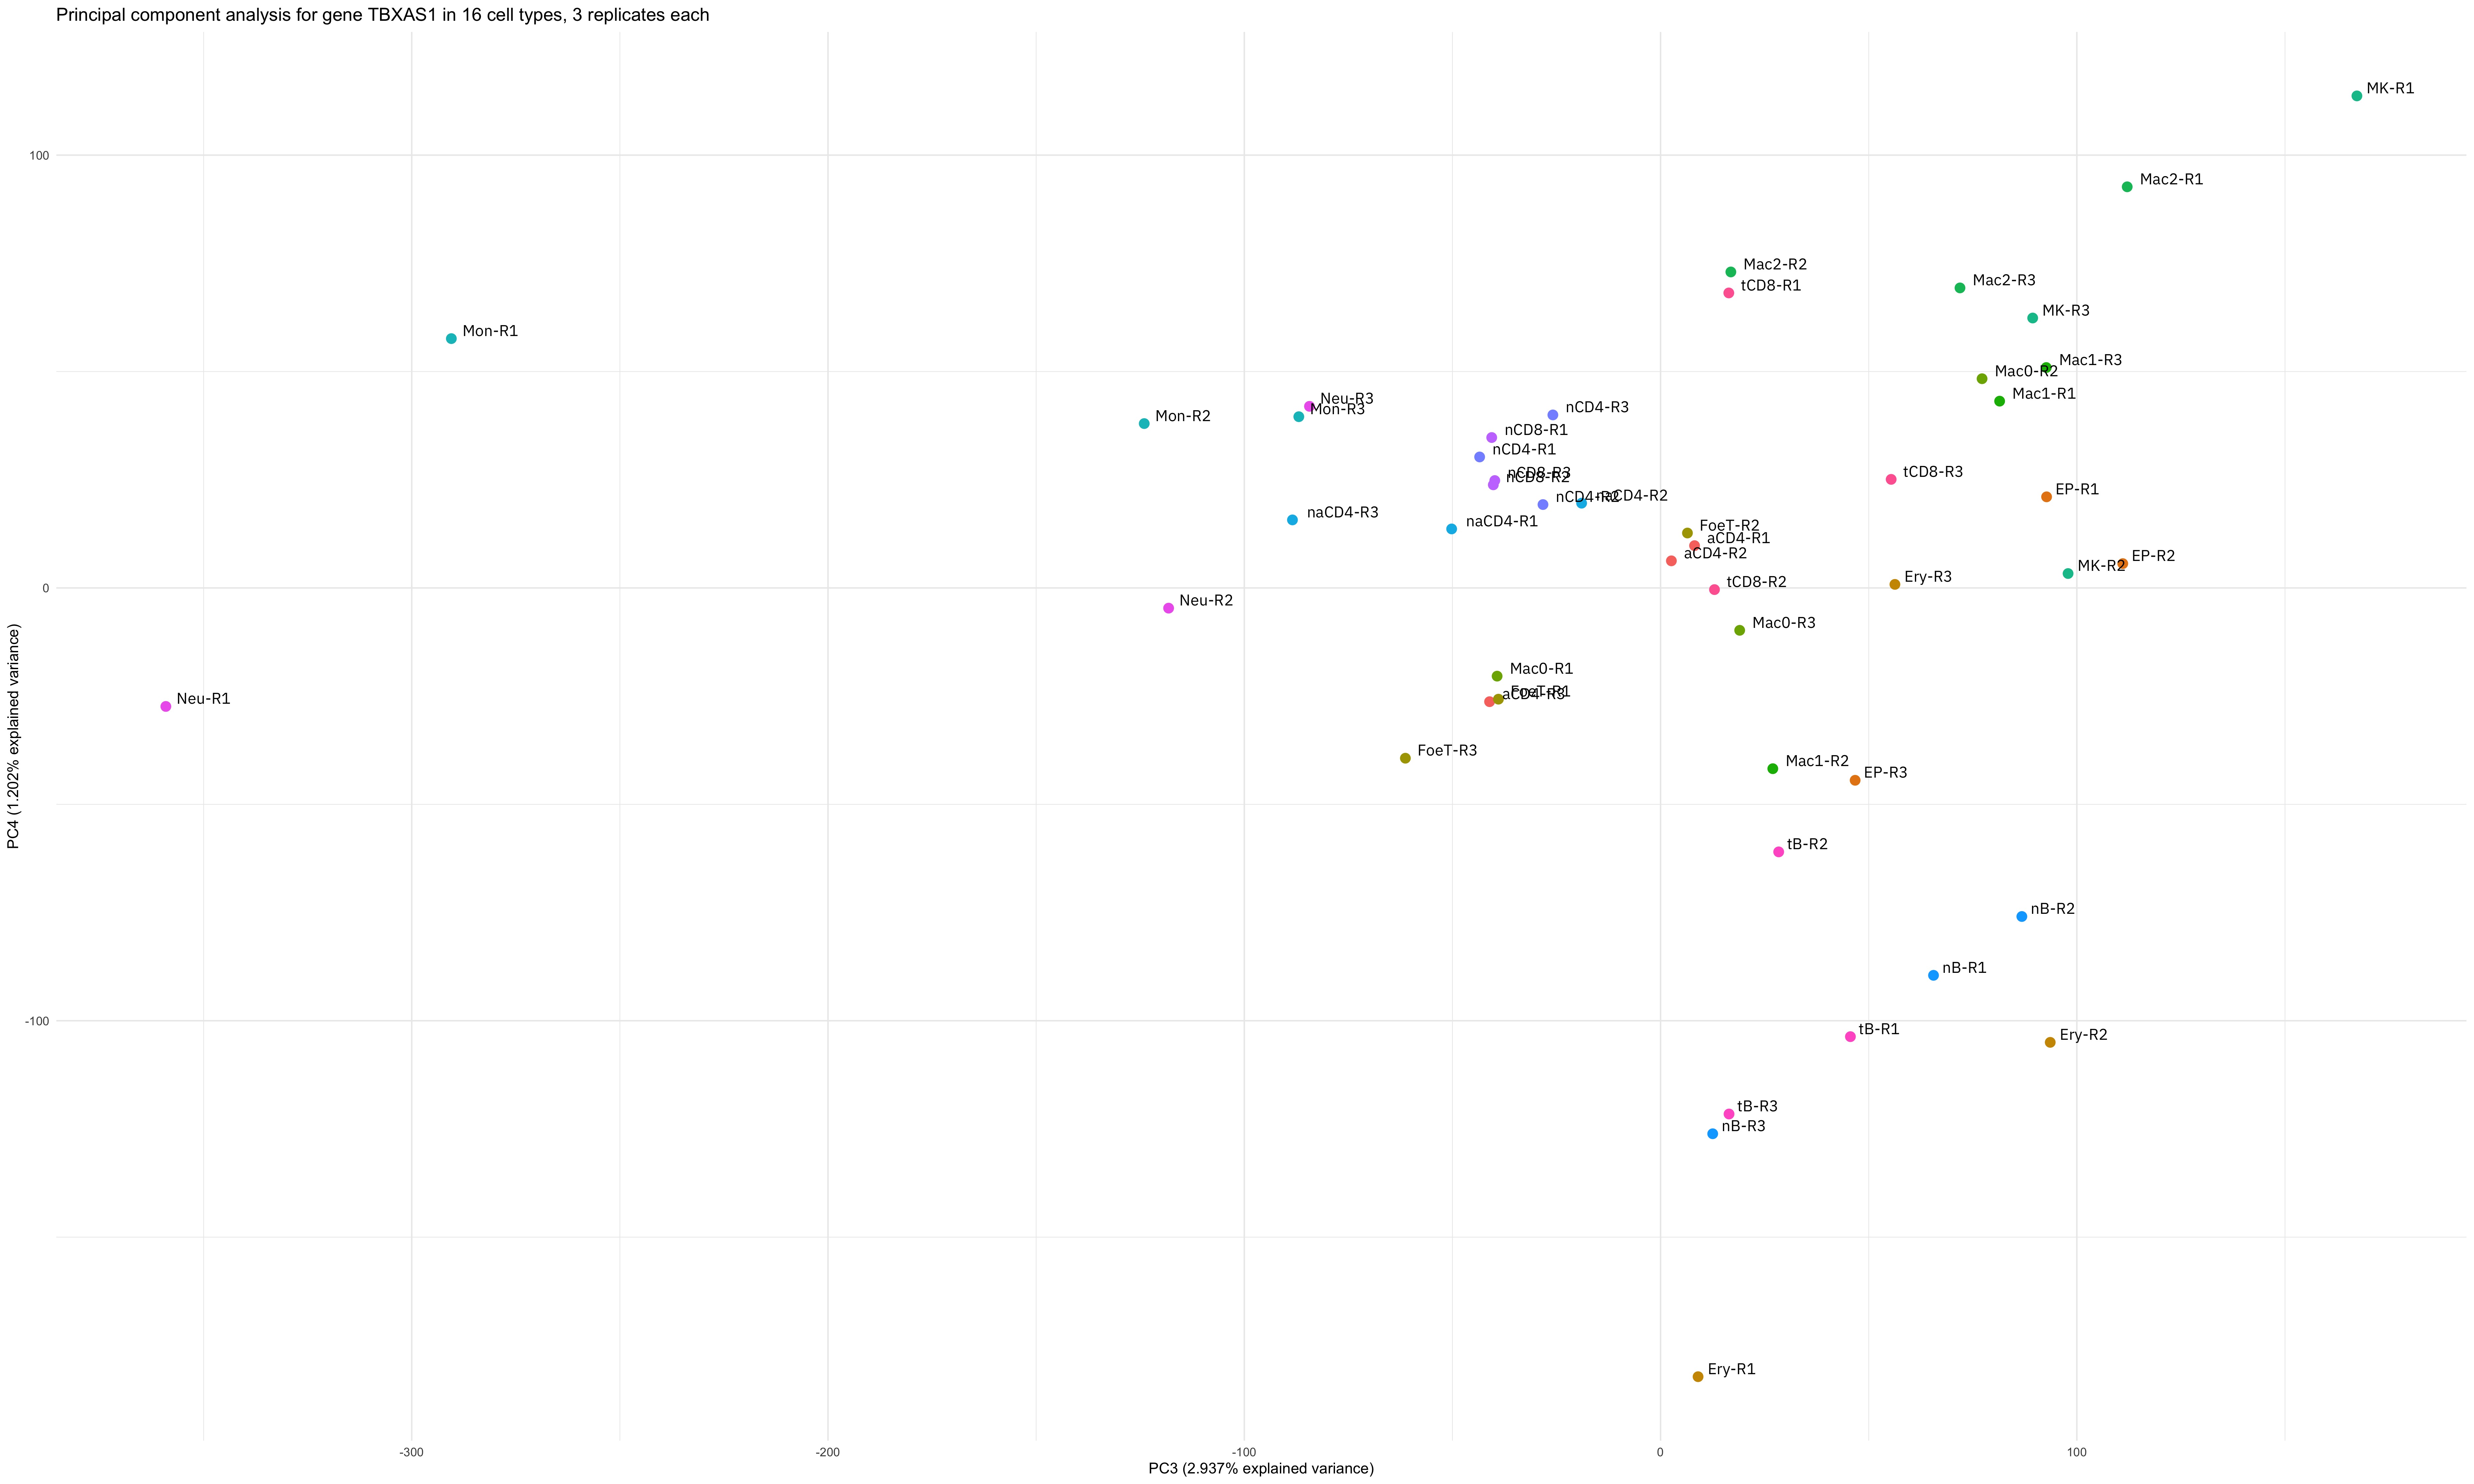 Principal component analysis for gene TBXAS1 in 16 cell types, 3 replicates each
MK-R1
100
Mac2-R1
Mac2-R2
Mac2-R3
tCD8-R1
MK-R3
Mon-R1
Mac1-R3
Mac0-R2
Mac1-R1
Neu-R3
Mon-R3
nCD4-R3
Mon-R2
nCD8-R1
nCD4-R1
nCD8-R3
nCD8-R2
tCD8-R3
EP-R1
nCD4-R2
naCD4-R2
naCD4-R3
naCD4-R1
FoeT-R2
aCD4-R1
aCD4-R2
EP-R2
MK-R2
Ery-R3
tCD8-R2
0
Neu-R2
Mac0-R3
Mac0-R1
FoeT-R1
aCD4-R3
Neu-R1
FoeT-R3
Mac1-R2
EP-R3
PC4 (1.202% explained variance)
tB-R2
nB-R2
nB-R1
-100
tB-R1
Ery-R2
tB-R3
nB-R3
Ery-R1
-300
-200
-100
0
100
PC3 (2.937% explained variance)